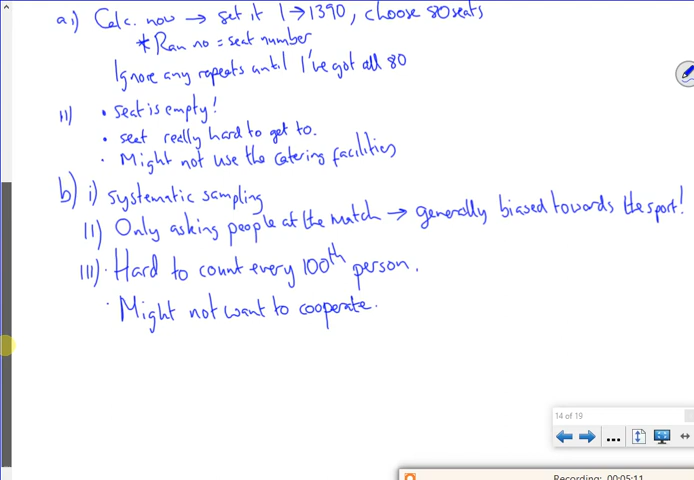 ai) Calc. now → set it 1→1390, choose 80 seats
*Ran no = seat number
Ignore any repeats until I've got all 80
ii) • Seat is empty!
• seat really hard to get to.
• Might not use the catering facilities
b) i) Systematic sampling
ii) Only asking people at the match → generally biased towards the sport!
iii) • Hard to count every 100th person.
• Might not want to cooperate.
14 of 19
Recording: 00:05:11